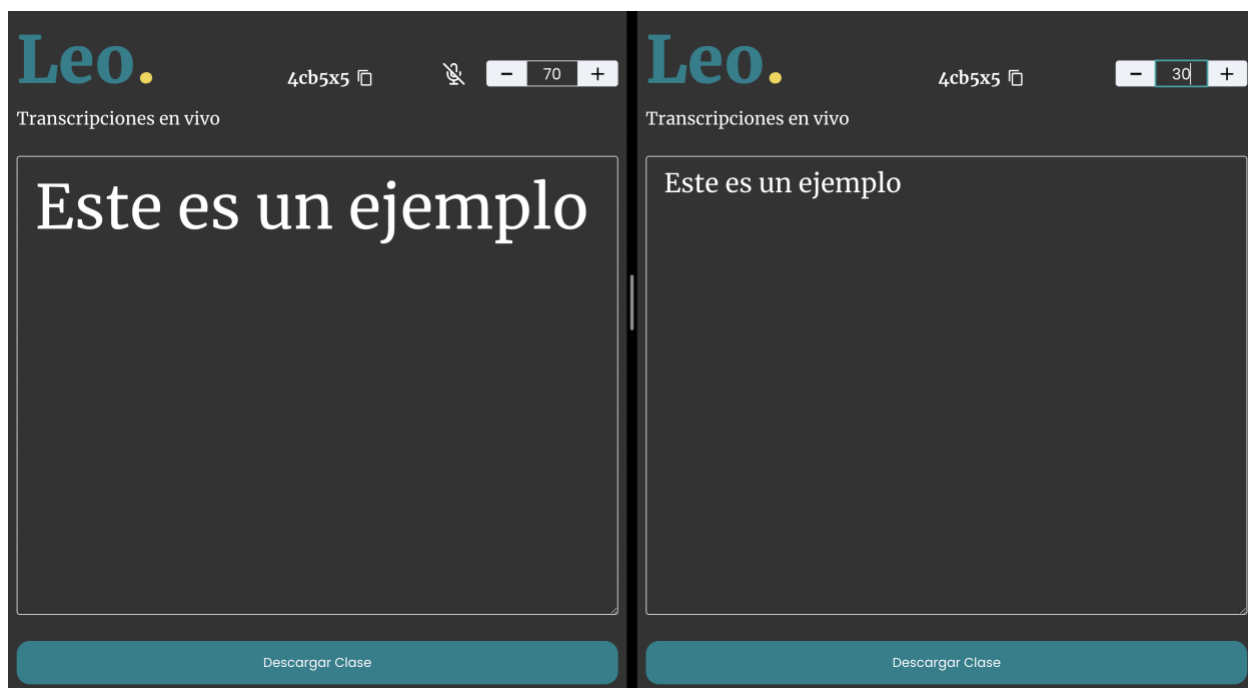 Leo.
4cb5x5
− 70 +
Transcripciones en vivo
Este es un ejemplo
Descargar Clase
Leo.
4cb5x5
− 30 +
Transcripciones en vivo
Este es un ejemplo
Descargar Clase